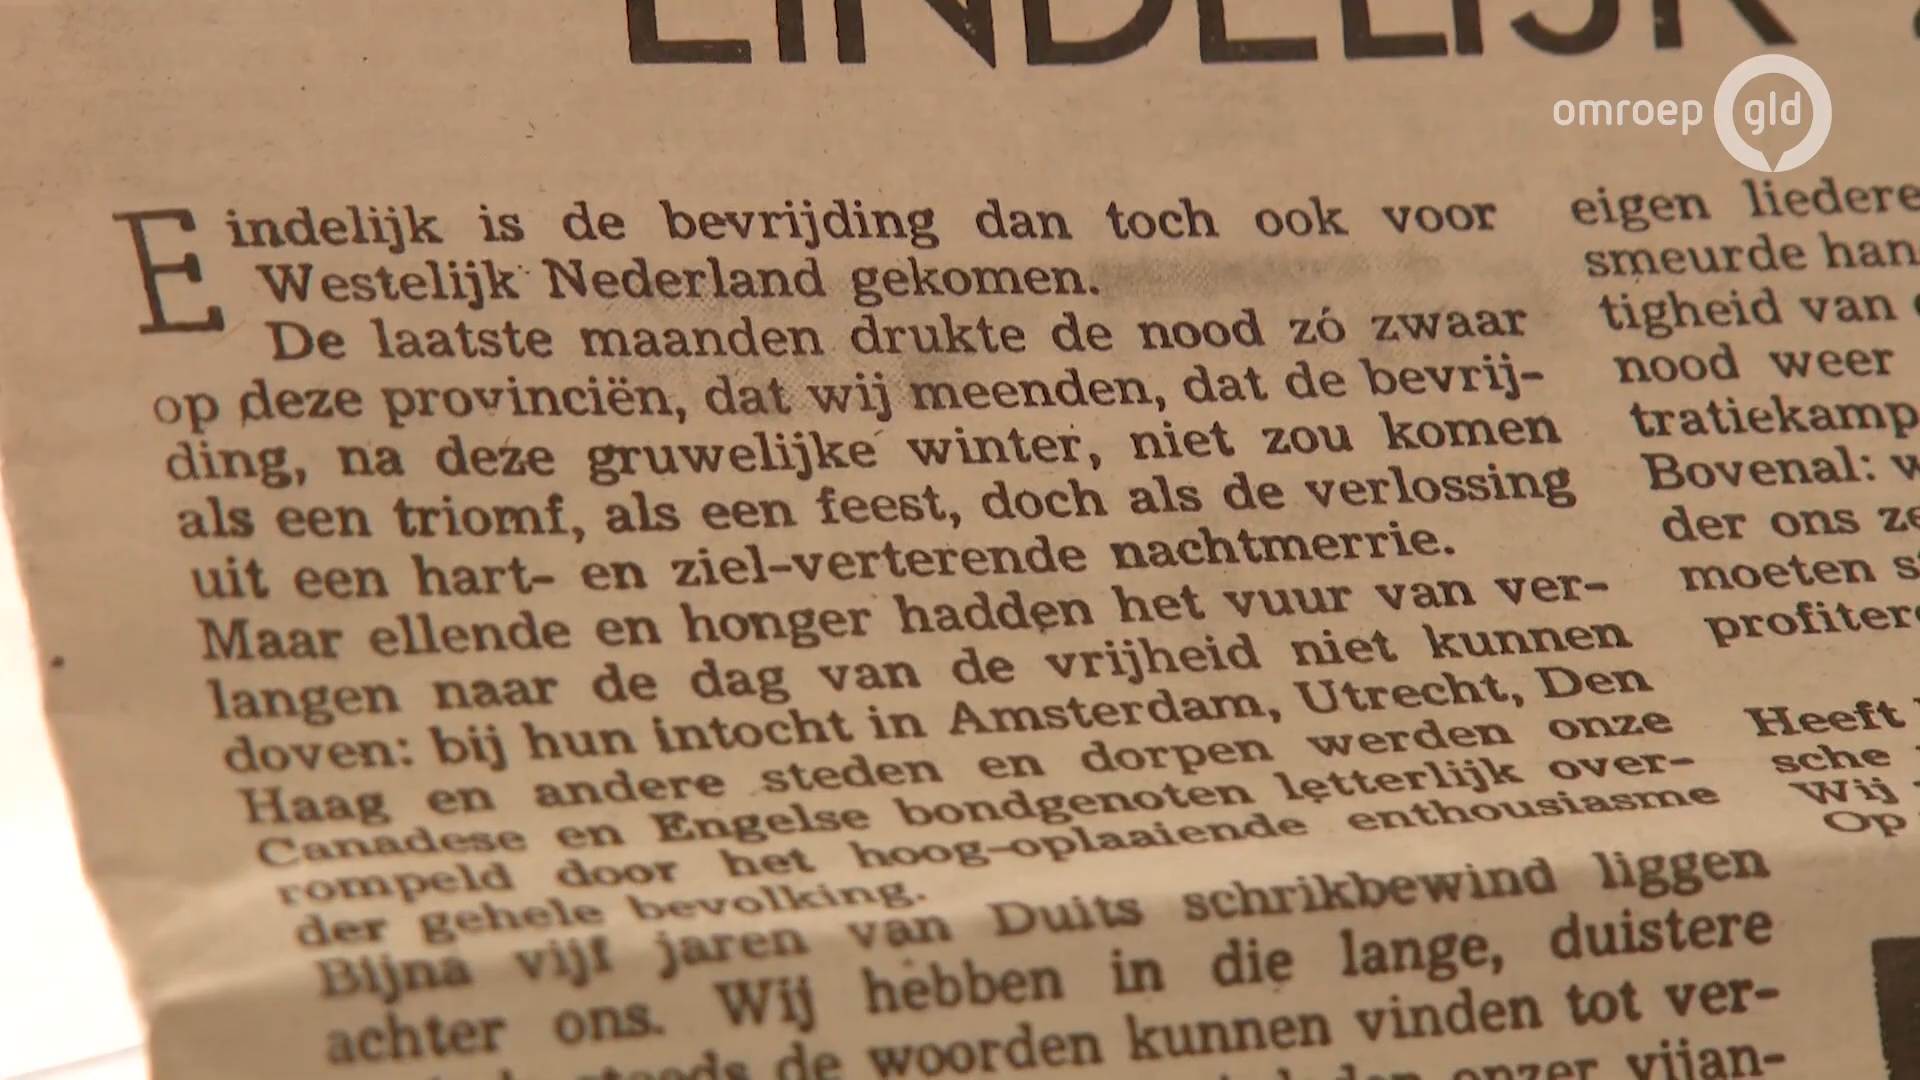 EINDELIJK
omroep gld
Eindelijk is de bevrijding dan toch ook voor
Westelijk Nederland gekomen.
De laatste maanden drukte de nood zó zwaar
op deze provinciën, dat wij meenden, dat de bevrij-
ding, na deze gruwelijke winter, niet zou komen
als een triomf, als een feest, doch als de verlossing
uit een hart- en ziel-verterende nachtmerrie.
Maar ellende en honger hadden het vuur van ver-
langen naar de dag van de vrijheid niet kunnen
doven: bij hun intocht in Amsterdam, Utrecht, Den
Haag en andere steden en dorpen werden onze
Canadese en Engelse bondgenoten letterlijk over-
rompeld door het hoog-oplaaiende enthousiasme
der gehele bevolking.
Bijna vijf jaren van Duits schrikbewind liggen
achter ons. Wij hebben in die lange, duistere
de woorden kunnen vinden tot ver-
onzer vijan-
eigen liedere
smeurde han
tigheid van
nood weer
tratiekamp
Bovenal: w
der ons ze
moeten s
profitere
Heeft
sche
Wij
Op